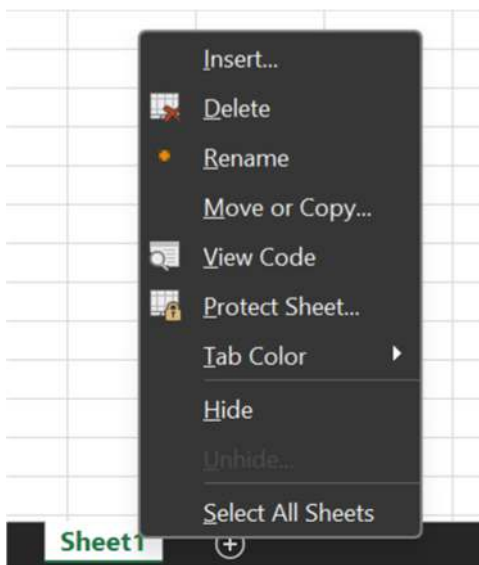 Insert...
Delete
Rename
Move or Copy...
View Code
Protect Sheet...
Tab Color
Hide
Unhide...
Select All Sheets
Sheet1